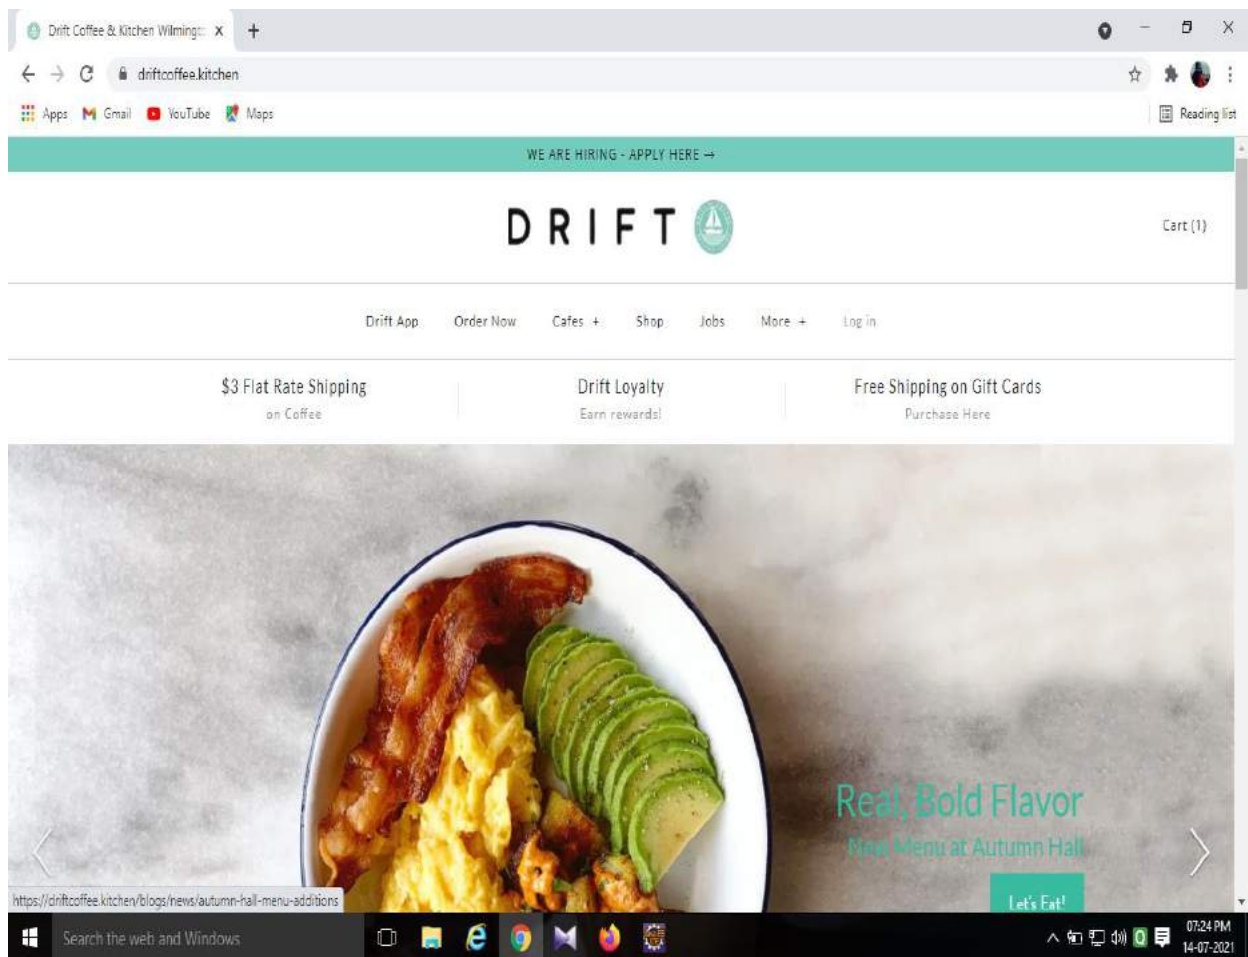 Drift Coffee & Kitchen Wilmingt
driftcoffee.kitchen
Apps Gmail YouTube Maps Reading list
WE ARE HIRING - APPLY HERE →
DRIFT
Cart (1)
Drift App Order Now Cafes + Shop Jobs More + Log in
$3 Flat Rate Shipping Drift Loyalty Free Shipping on Gift Cards
on Coffee Earn rewards! Purchase Here
Real, Bold Flavor
New Menu at Autumn Hall
Let's Eat!
https://driftcoffee.kitchen/blogs/news/autumn-hall-menu-additions
Search the web and Windows
07:24 PM
14-07-2021